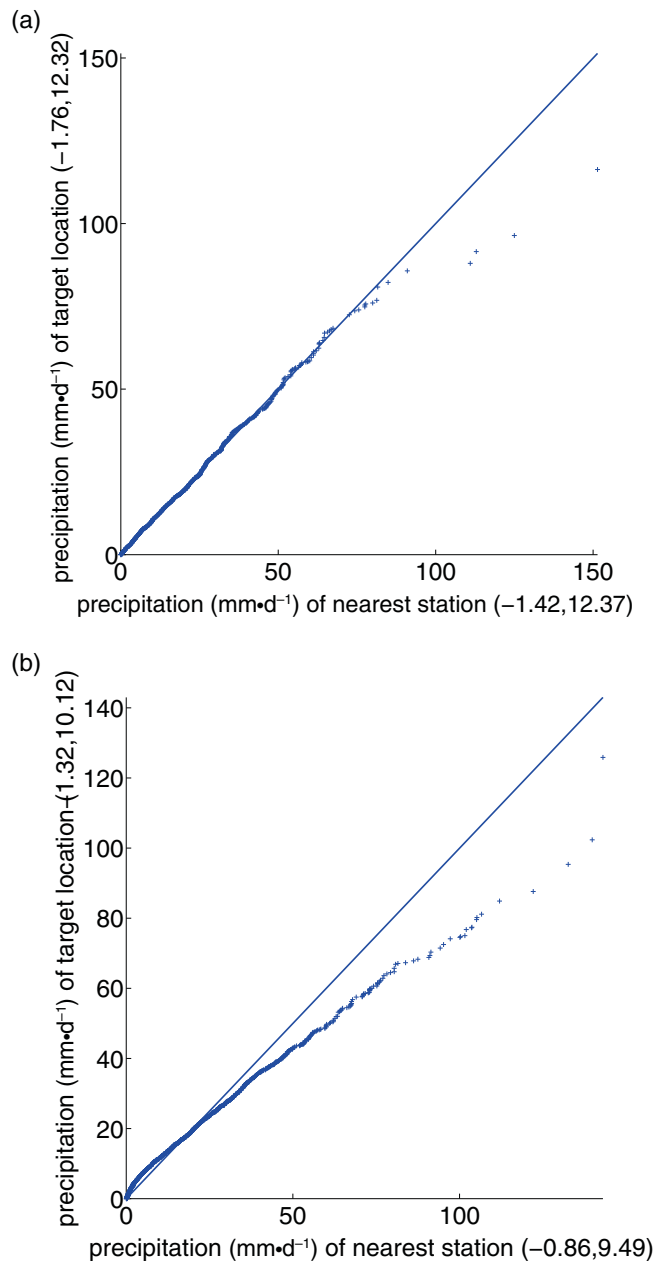 (a)
precipitation (mm•d⁻¹) of target location (−1.76,12.32)
150
100
50
0
0 50 100 150
precipitation (mm•d⁻¹) of nearest station (−1.42,12.37)
(b)
precipitation (mm•d⁻¹) of target location-(1.32,10.12)
140
120
100
80
60
40
20
0
0 50 100
precipitation (mm•d⁻¹) of nearest station (−0.86,9.49)